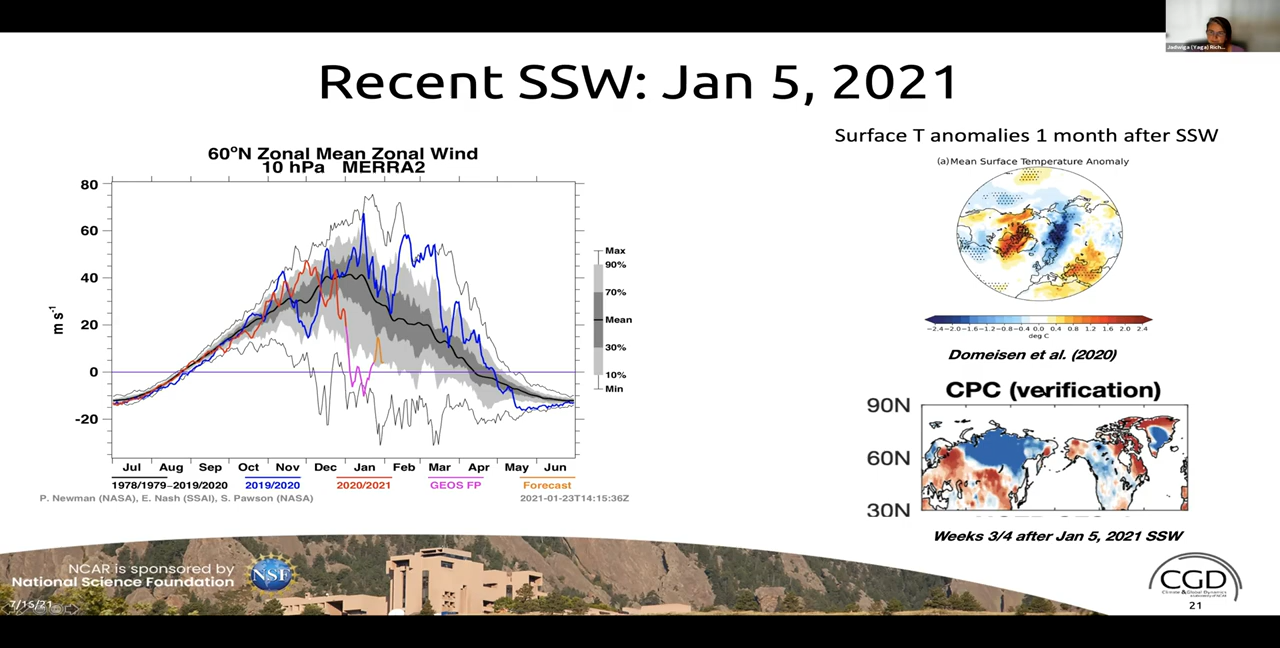 Jadwiga (Yaga) Rich...
Recent SSW: Jan 5, 2021
60°N Zonal Mean Zonal Wind
10 hPa MERRA2
80
60
40
20
0
-20
m s-1
Max
90%
70%
Mean
30%
10%
Min
Jul Aug Sep Oct Nov Dec Jan Feb Mar Apr May Jun
1978/1979-2019/2020 2019/2020 2020/2021 GEOS FP Forecast
P. Newman (NASA), E. Nash (SSAI), S. Pawson (NASA) 2021-01-23T14:15:36Z
Surface T anomalies 1 month after SSW
(a)Mean Surface Temperature Anomaly
-2.4 -2.0 -1.6 -1.2 -0.8 -0.4 0.0 0.4 0.8 1.2 1.6 2.0 2.4
deg C
Domeisen et al. (2020)
CPC (verification)
90N
60N
30N
Weeks 3/4 after Jan 5, 2021 SSW
NCAR is sponsored by
National Science Foundation
NSF
7/15/21
CGD
Climate & Global Dynamics
21